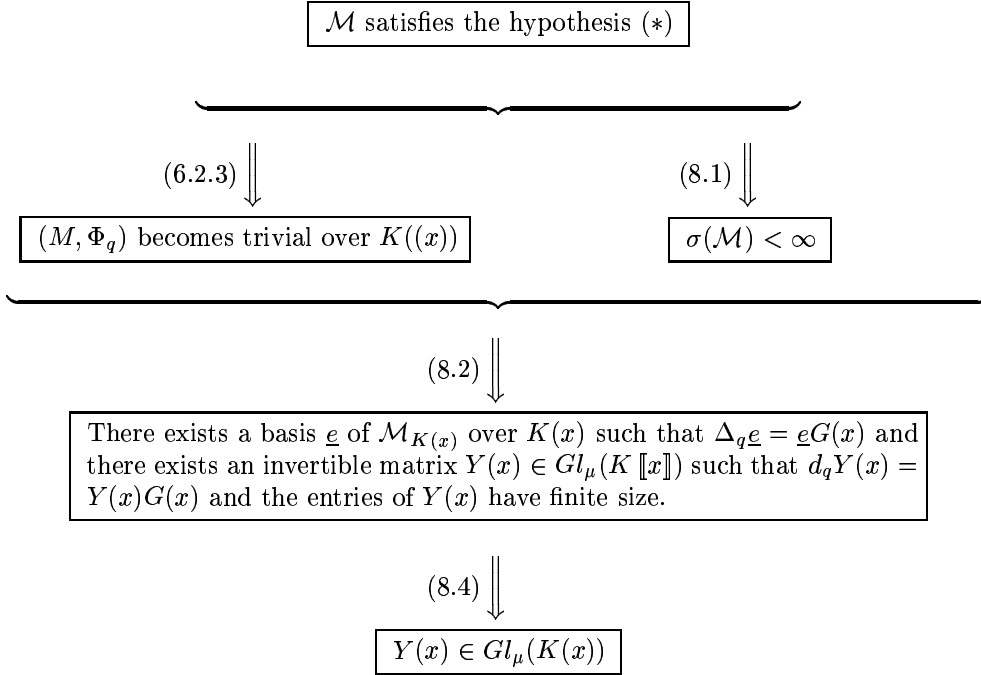 ℳ satisfies the hypothesis (∗)
(6.2.3) ⇓ (8.1) ⇓
(M, Φ_q) becomes trivial over K((x)) σ(ℳ) < ∞
(8.2) ⇓
There exists a basis e̲ of ℳ_{K(x)} over K(x) such that Δ_q e̲ = e̲G(x) and
there exists an invertible matrix Y(x) ∈ Gl_μ(K ⟦x⟧) such that d_qY(x) =
Y(x)G(x) and the entries of Y(x) have finite size.
(8.4) ⇓
Y(x) ∈ Gl_μ(K(x))